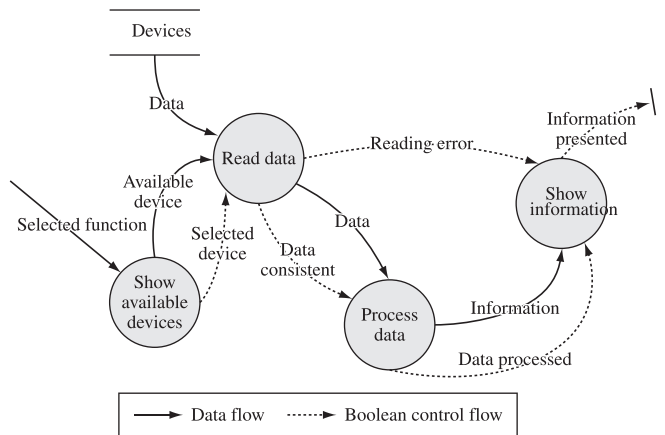 Devices
Data
Read data
Reading error
Information
presented
Available
device
Show
information
Selected function
Selected
device
Data
Data
consistent
Show
available
devices
Process
data
Information
Data processed
Data flow
Boolean control flow